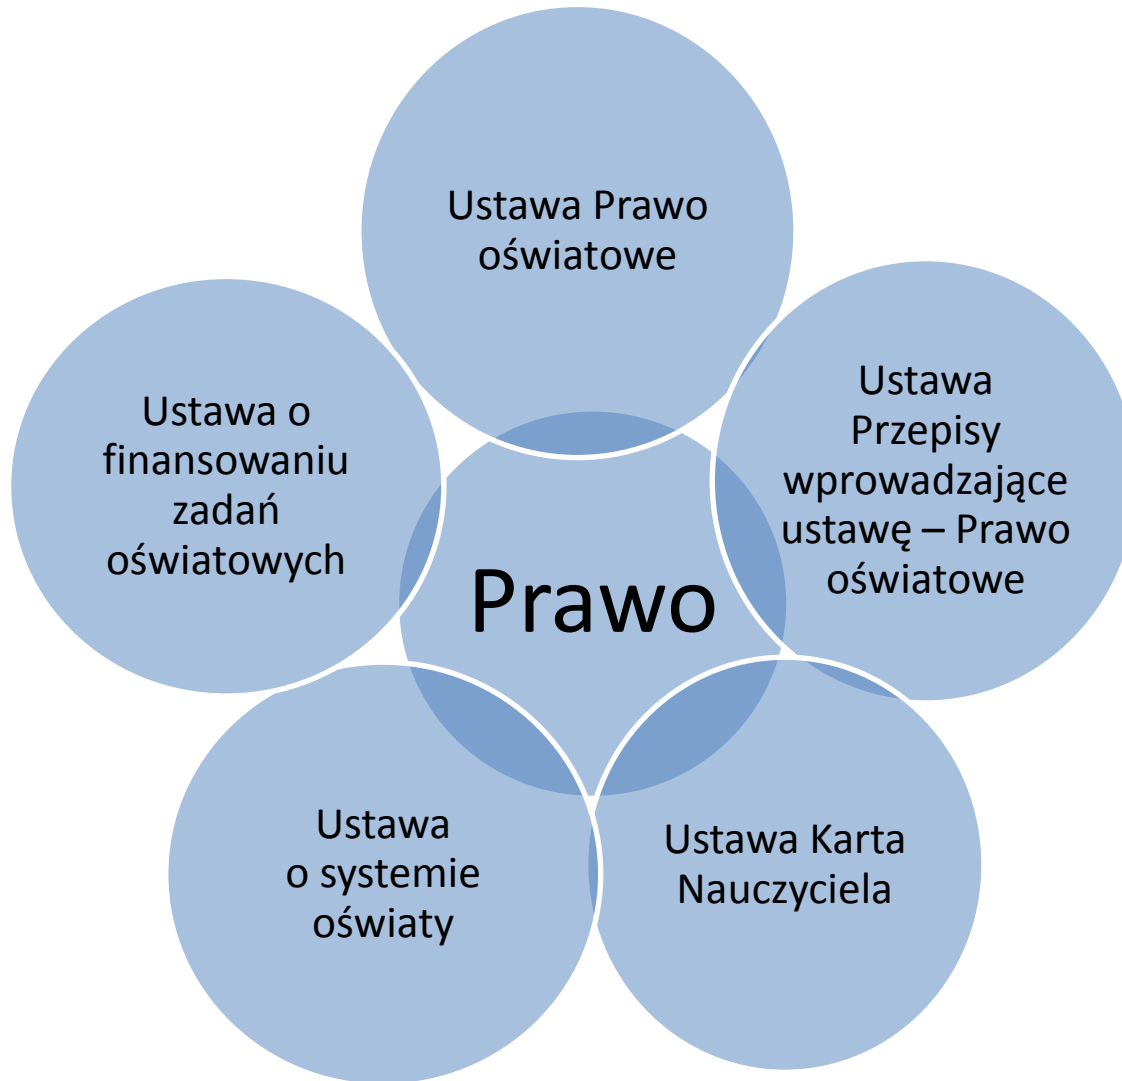 Ustawa Prawo
oświatowe
Ustawa
Przepisy
wprowadzające
ustawę – Prawo
oświatowe
Ustawa o
finansowaniu
zadań
oświatowych
Prawo
Ustawa
o systemie
oświaty
Ustawa Karta
Nauczyciela